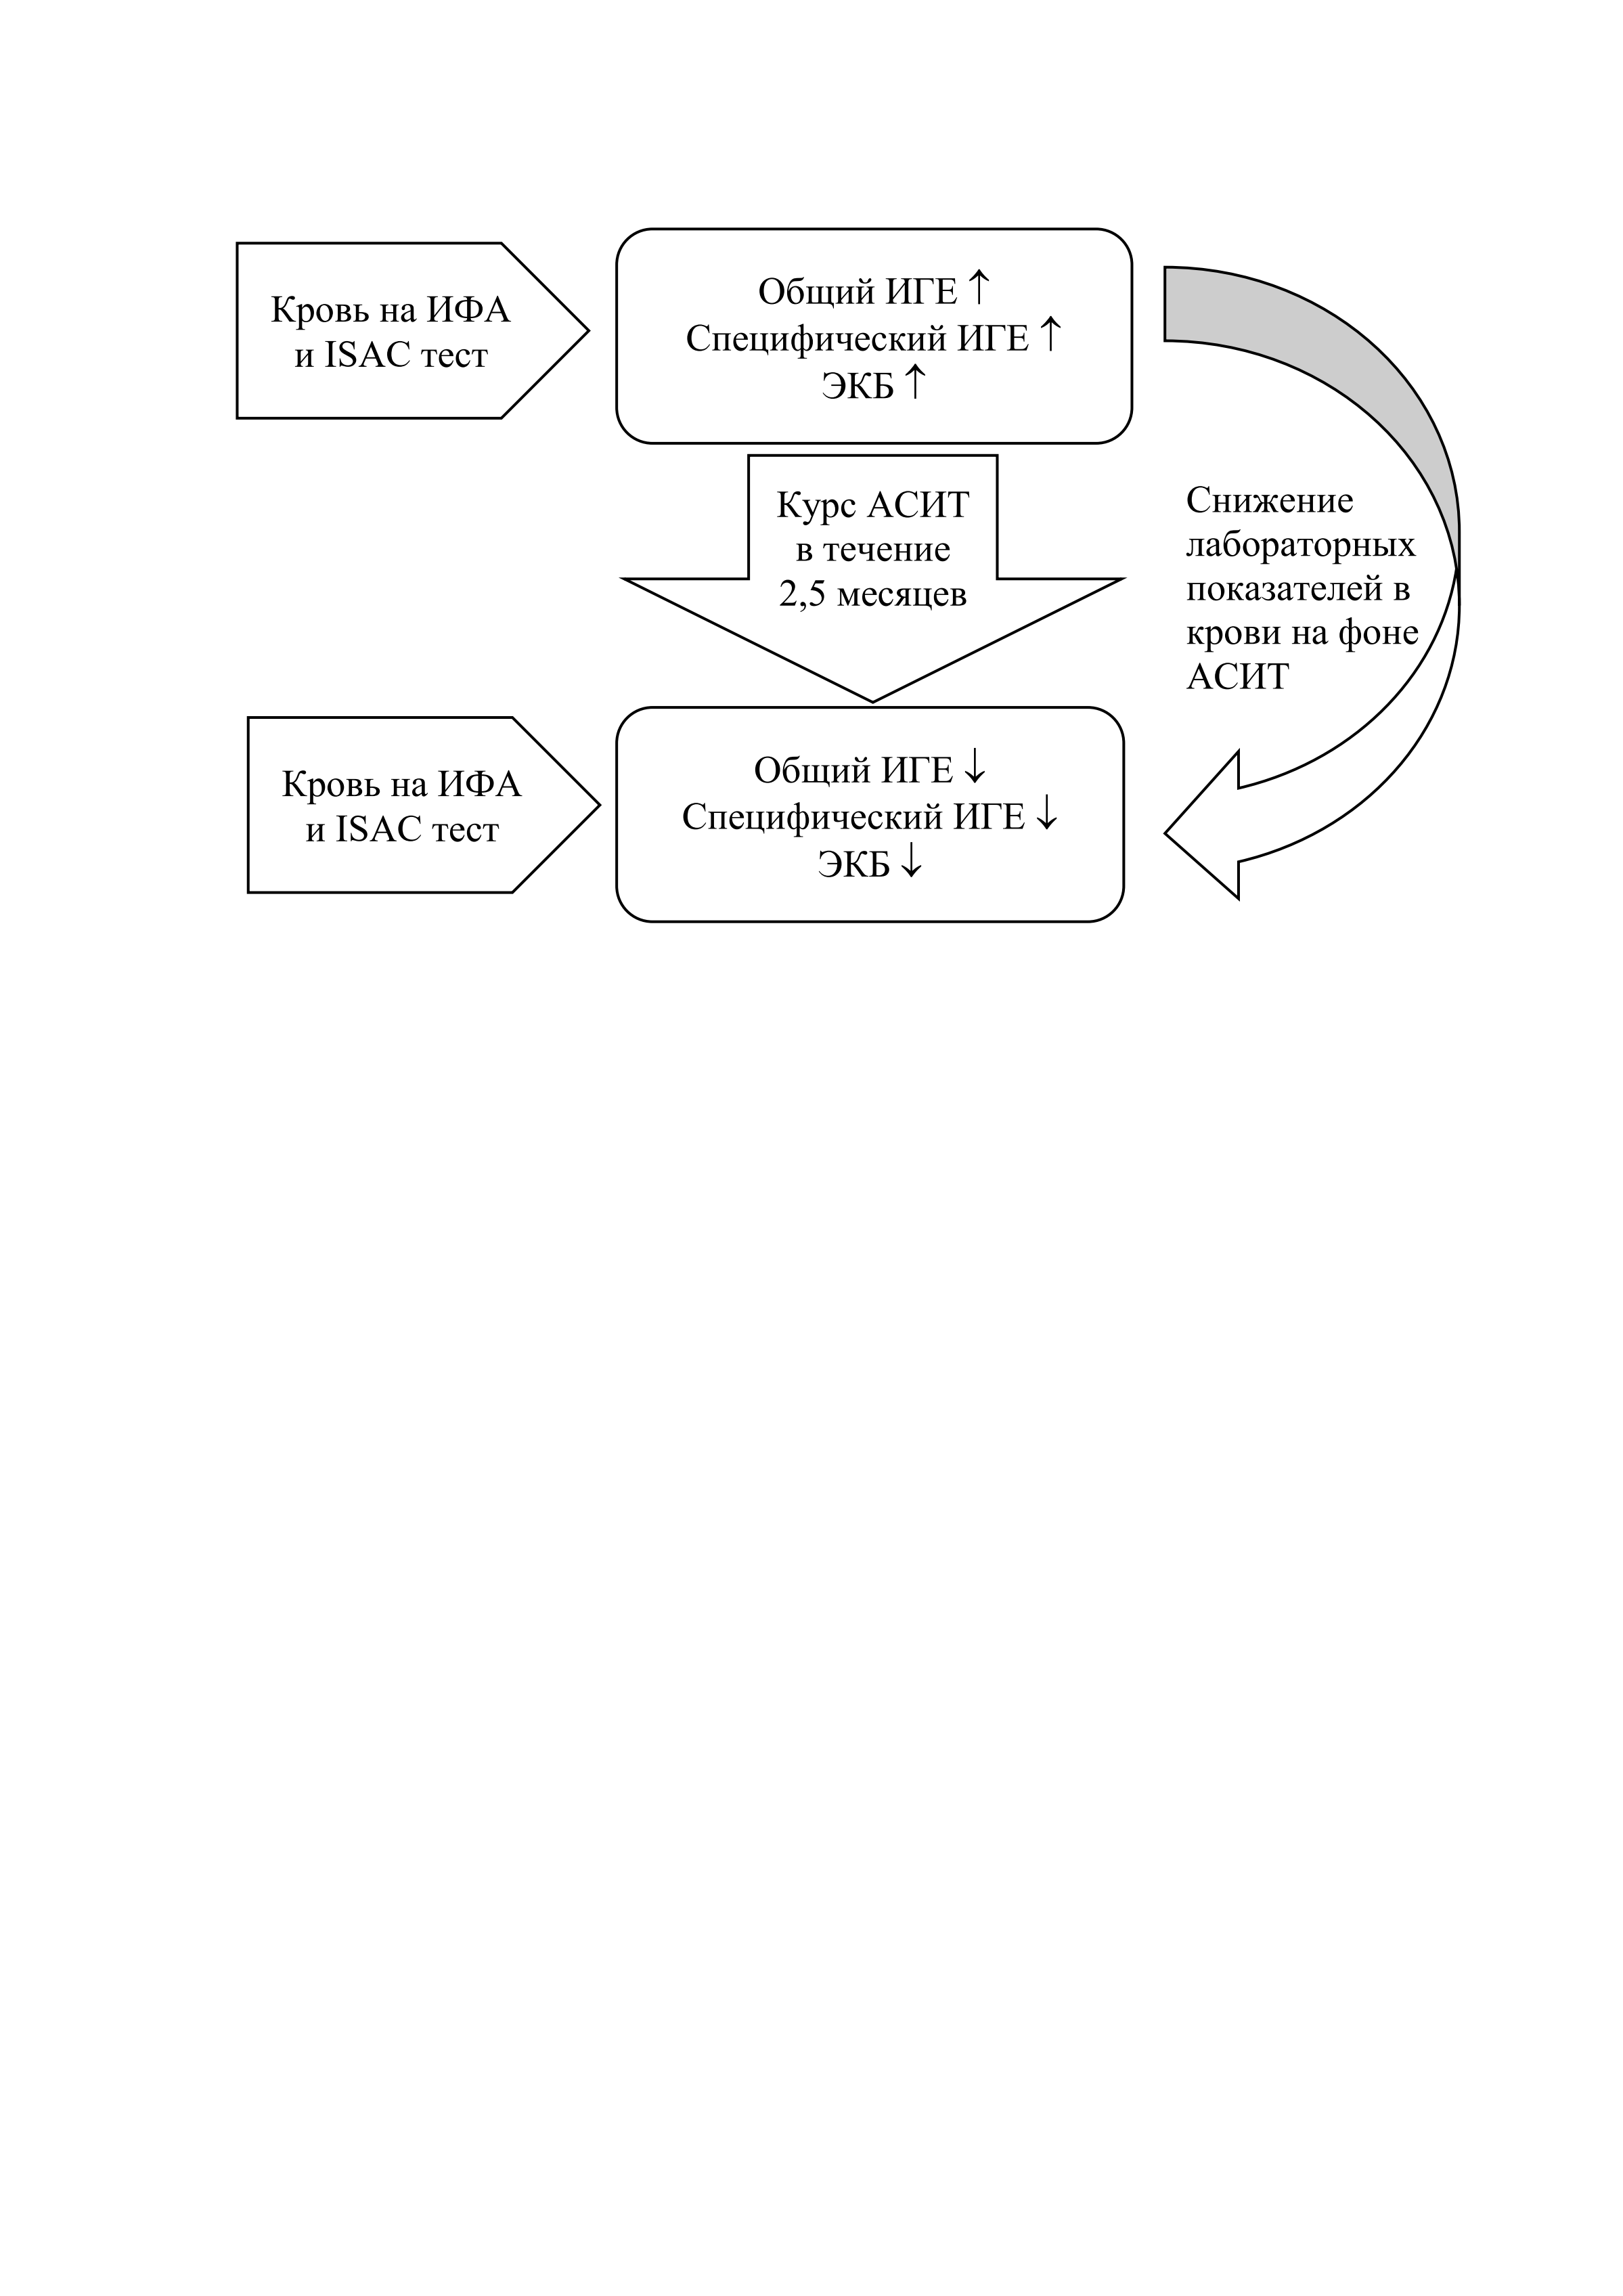 Кровь на ИФА
и ISAC тест
Общий ИГЕ ↑
Специфический ИГЕ ↑
ЭКБ ↑
Курс АСИТ
в течение
2,5 месяцев
Снижение
лабораторных
показателей в
крови на фоне
АСИТ
Кровь на ИФА
и ISAC тест
Общий ИГЕ ↓
Специфический ИГЕ ↓
ЭКБ ↓